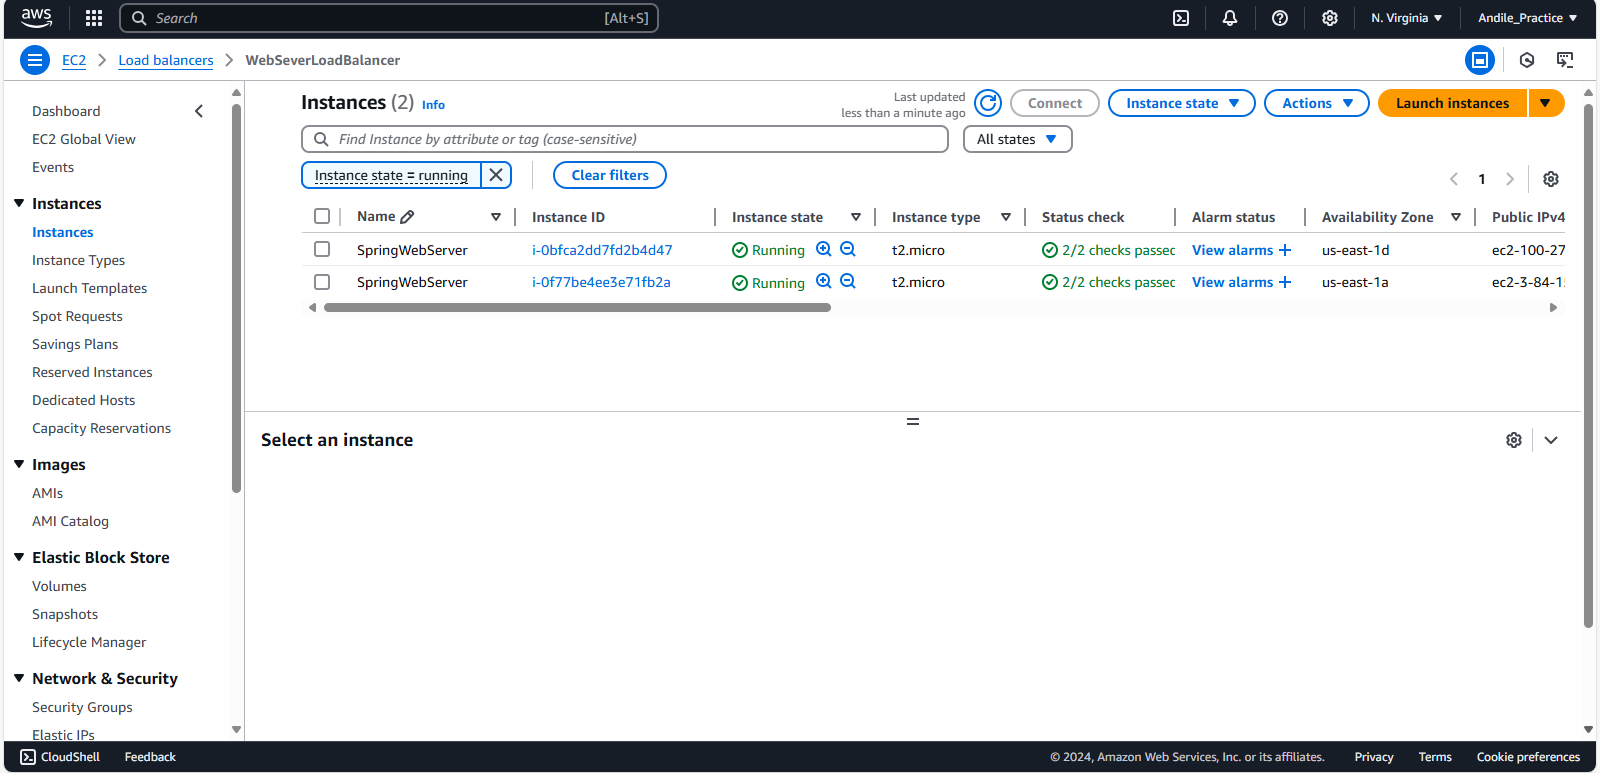 aws Search [Alt+S] N. Virginia Andile_Practice
EC2 Load balancers WebSeverLoadBalancer
Dashboard
EC2 Global View
Events
Instances
Instances
Instance Types
Launch Templates
Spot Requests
Savings Plans
Reserved Instances
Dedicated Hosts
Capacity Reservations
Images
AMIs
AMI Catalog
Elastic Block Store
Volumes
Snapshots
Lifecycle Manager
Network & Security
Security Groups
Elastic IPs
Instances (2) Info
Last updated
less than a minute ago
Connect Instance state Actions Launch instances
Find Instance by attribute or tag (case-sensitive) All states
Instance state = running Clear filters
1
Name Instance ID Instance state Instance type Status check Alarm status Availability Zone Public IPv4
SpringWebServer i-0bfca2dd7fd2b4d47 Running t2.micro 2/2 checks passec View alarms + us-east-1d ec2-100-27
SpringWebServer i-0f77be4ee3e71fb2a Running t2.micro 2/2 checks passec View alarms + us-east-1a ec2-3-84-15
Select an instance
CloudShell Feedback © 2024, Amazon Web Services, Inc. or its affiliates. Privacy Terms Cookie preferences